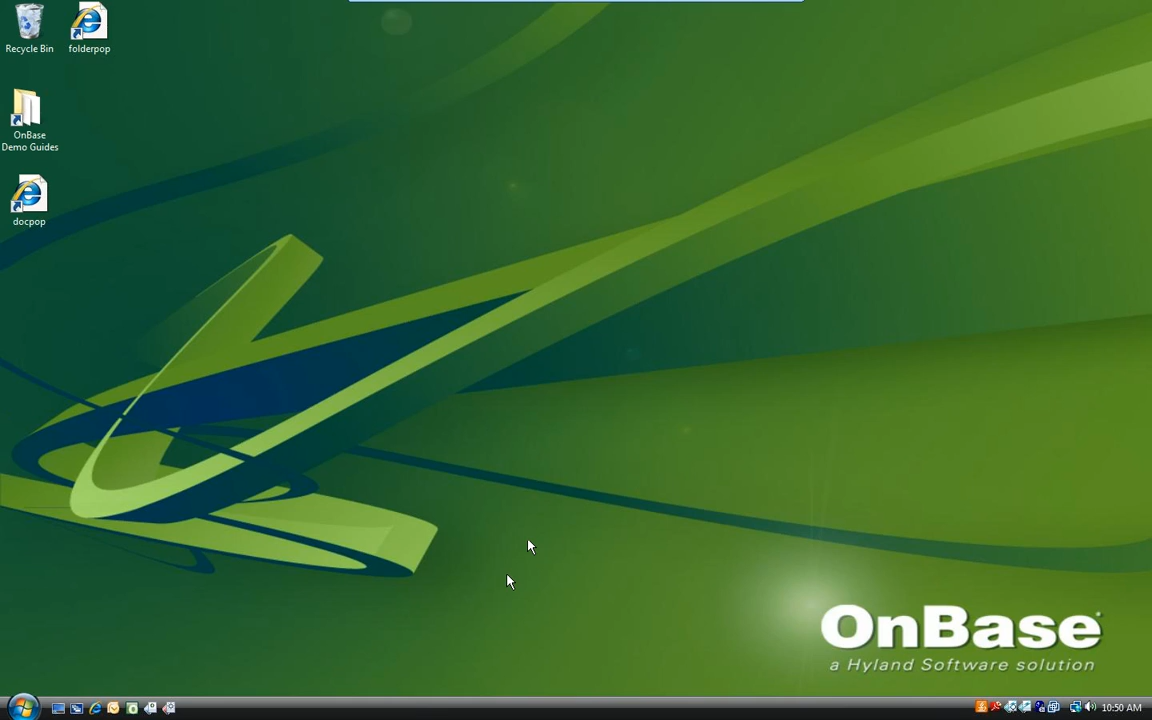 Recycle Bin
folderpop
OnBase
Demo Guides
docpop
OnBase
a Hyland Software solution
10:50 AM